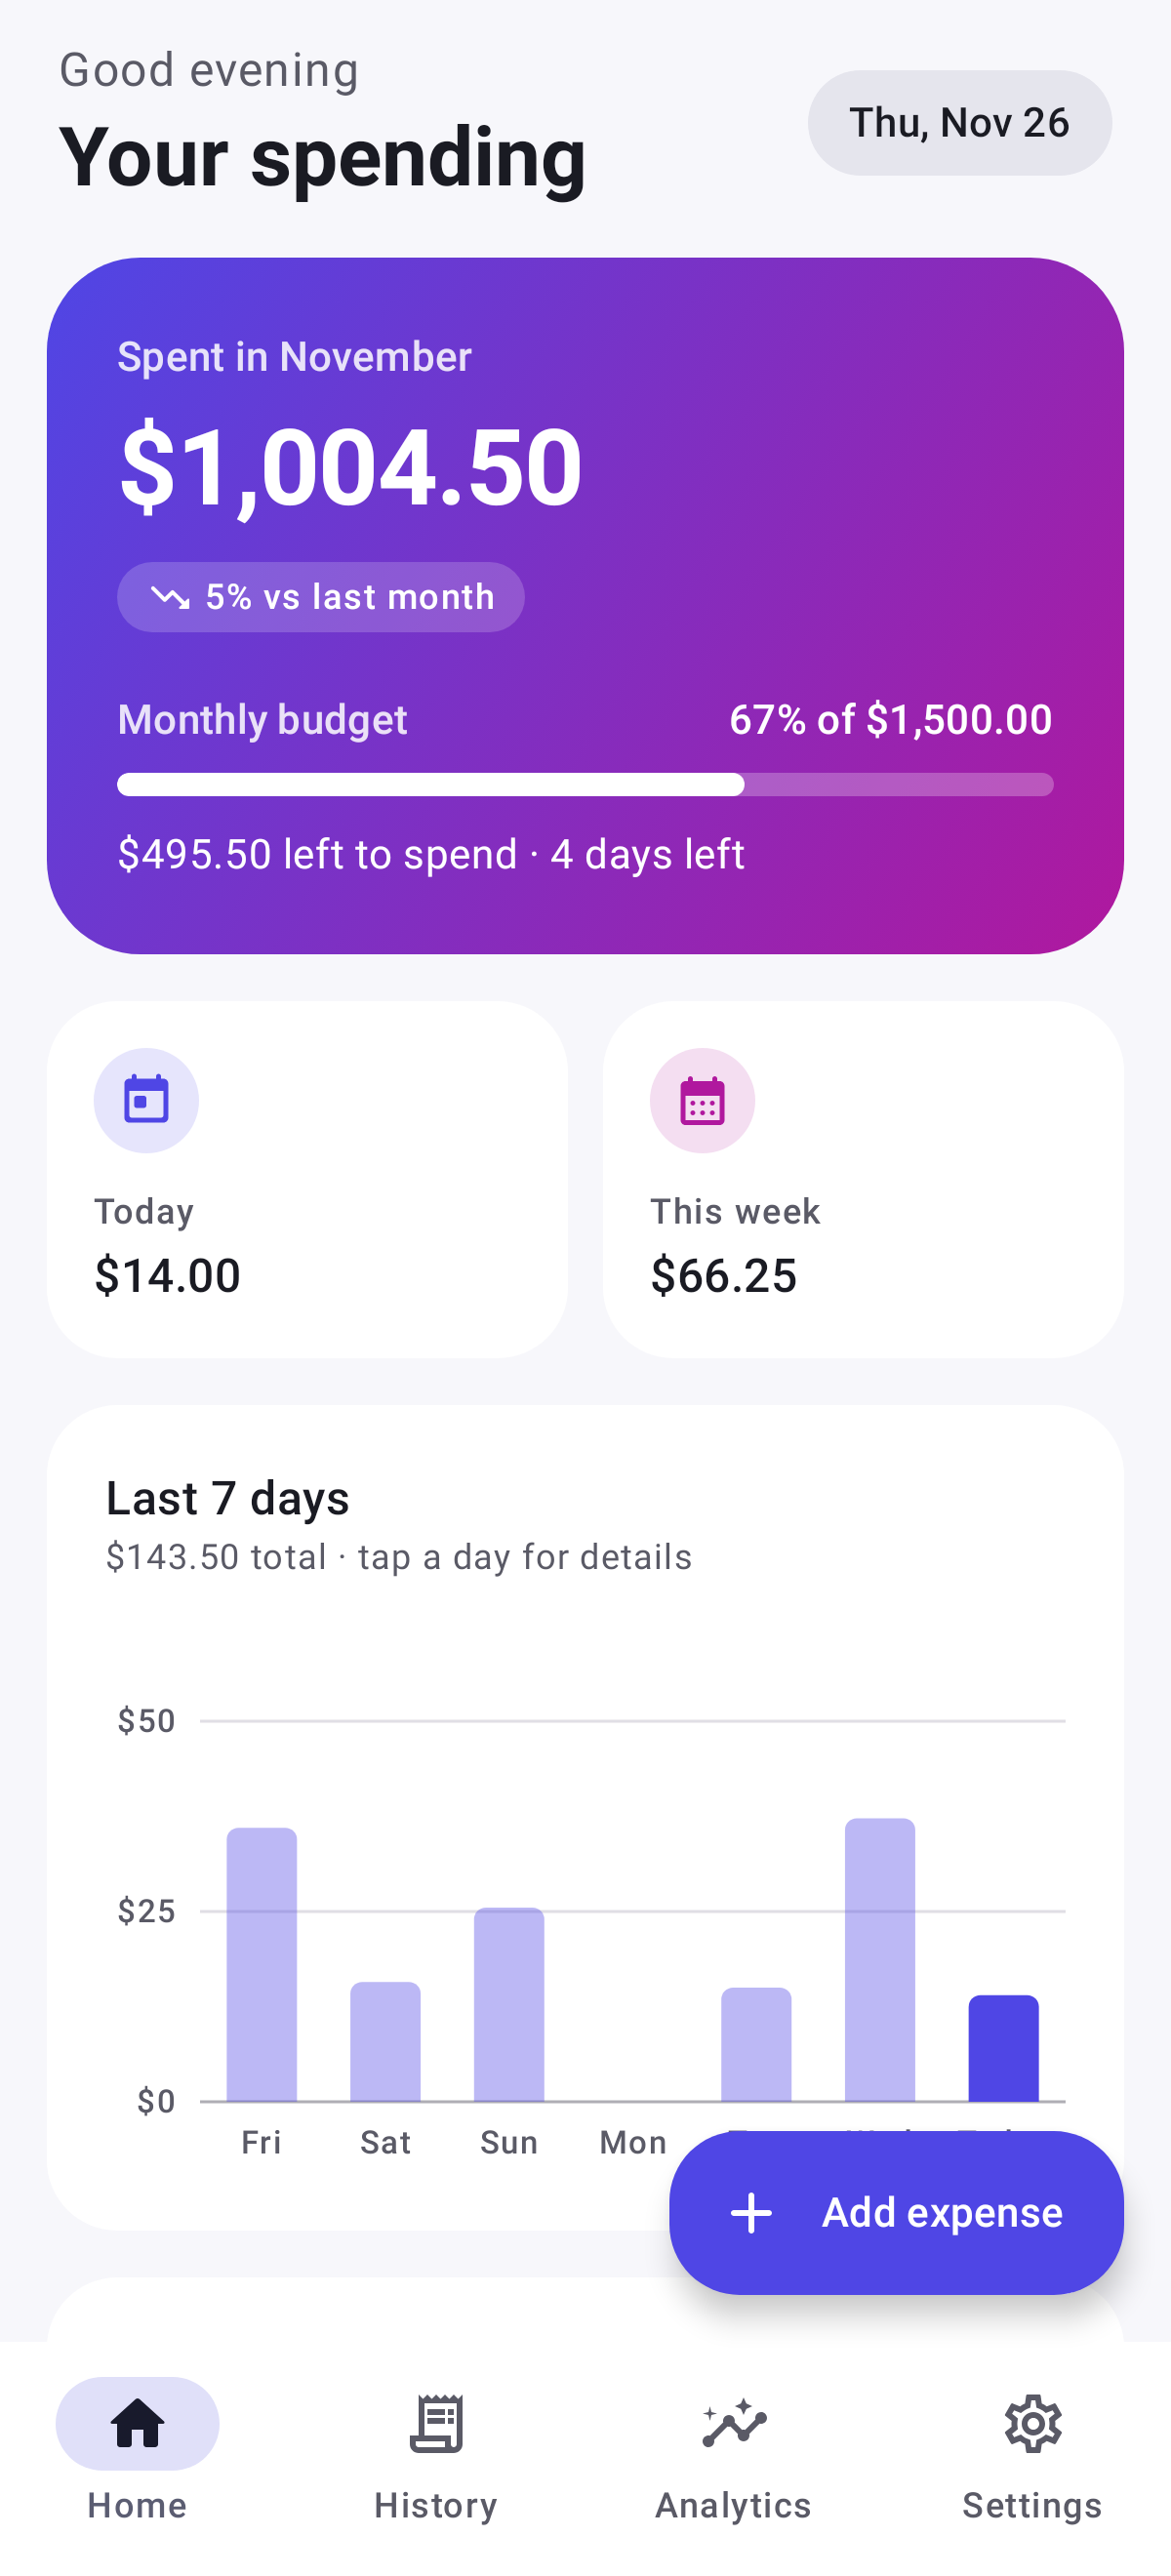 Good evening
Your spending
Thu, Nov 26
Spent in November
$1,004.50
5% vs last month
Monthly budget
67% of $1,500.00
$495.50 left to spend · 4 days left
Today
$14.00
This week
$66.25
Last 7 days
$143.50 total · tap a day for details
$50
$25
$0
Fri Sat Sun Mon
Add expense
Home History Analytics Settings